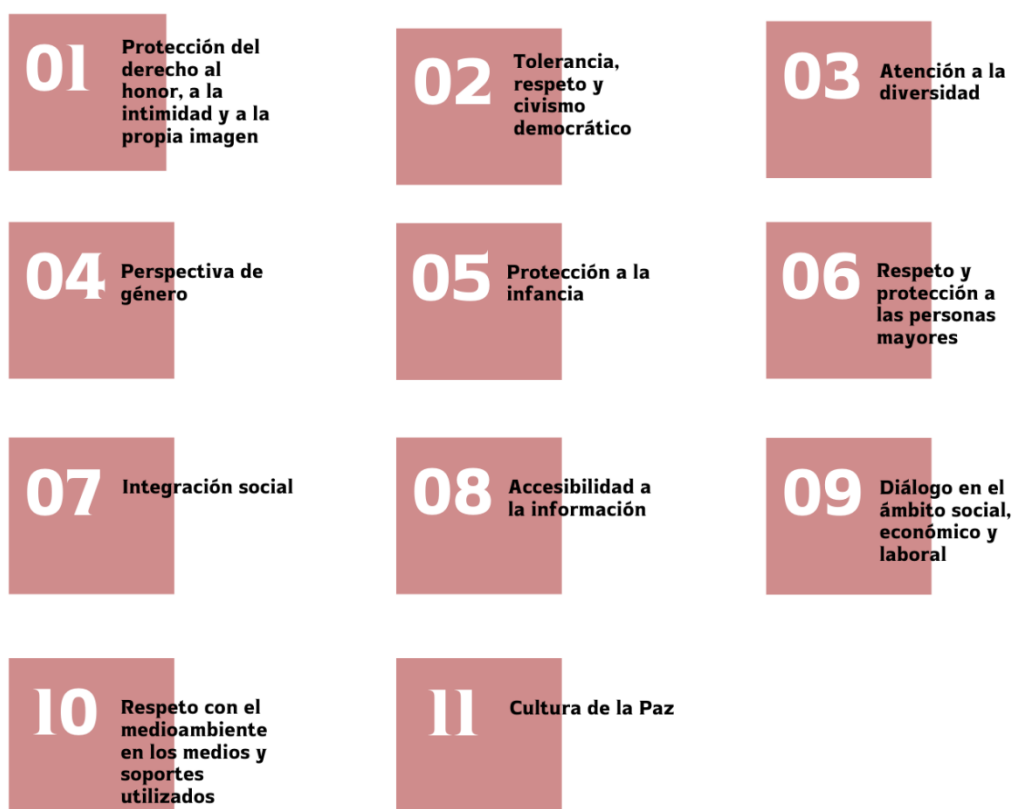 01
Protección del
derecho al
honor, a la
intimidad y a la
propia imagen
02
Tolerancia,
respeto y
civismo
democrático
03
Atención a la
diversidad
04
Perspectiva de
género
05
Protección a la
infancia
06
Respeto y
protección a
las personas
mayores
07
Integración social
08
Accesibilidad a
la información
09
Diálogo en el
ámbito social,
económico y
laboral
10
Respeto con el
medioambiente
en los medios y
soportes
utilizados
11
Cultura de la Paz